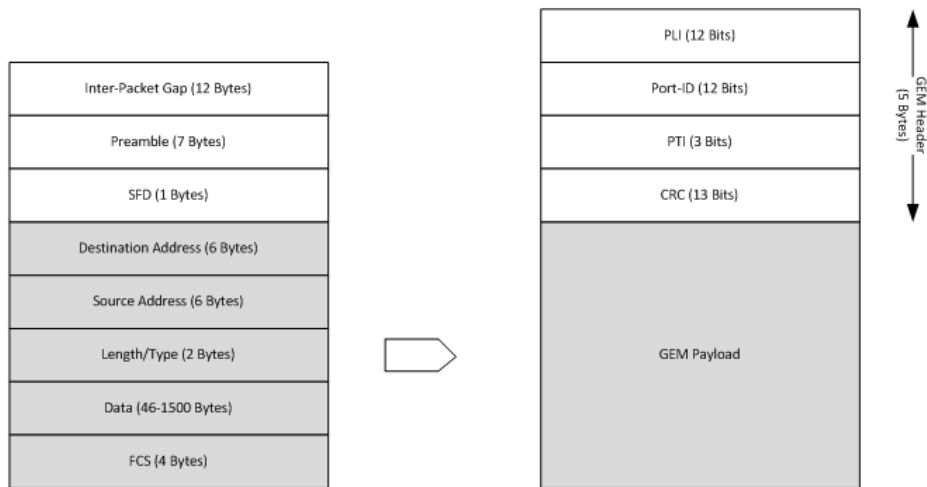 Inter-Packet Gap (12 Bytes)
Preamble (7 Bytes)
SFD (1 Bytes)
Destination Address (6 Bytes)
Source Address (6 Bytes)
Length/Type (2 Bytes)
Data (46-1500 Bytes)
FCS (4 Bytes)
PLI (12 Bits)
Port-ID (12 Bits)
PTI (3 Bits)
CRC (13 Bits)
GEM Payload
GEM Header
(5 Bytes)